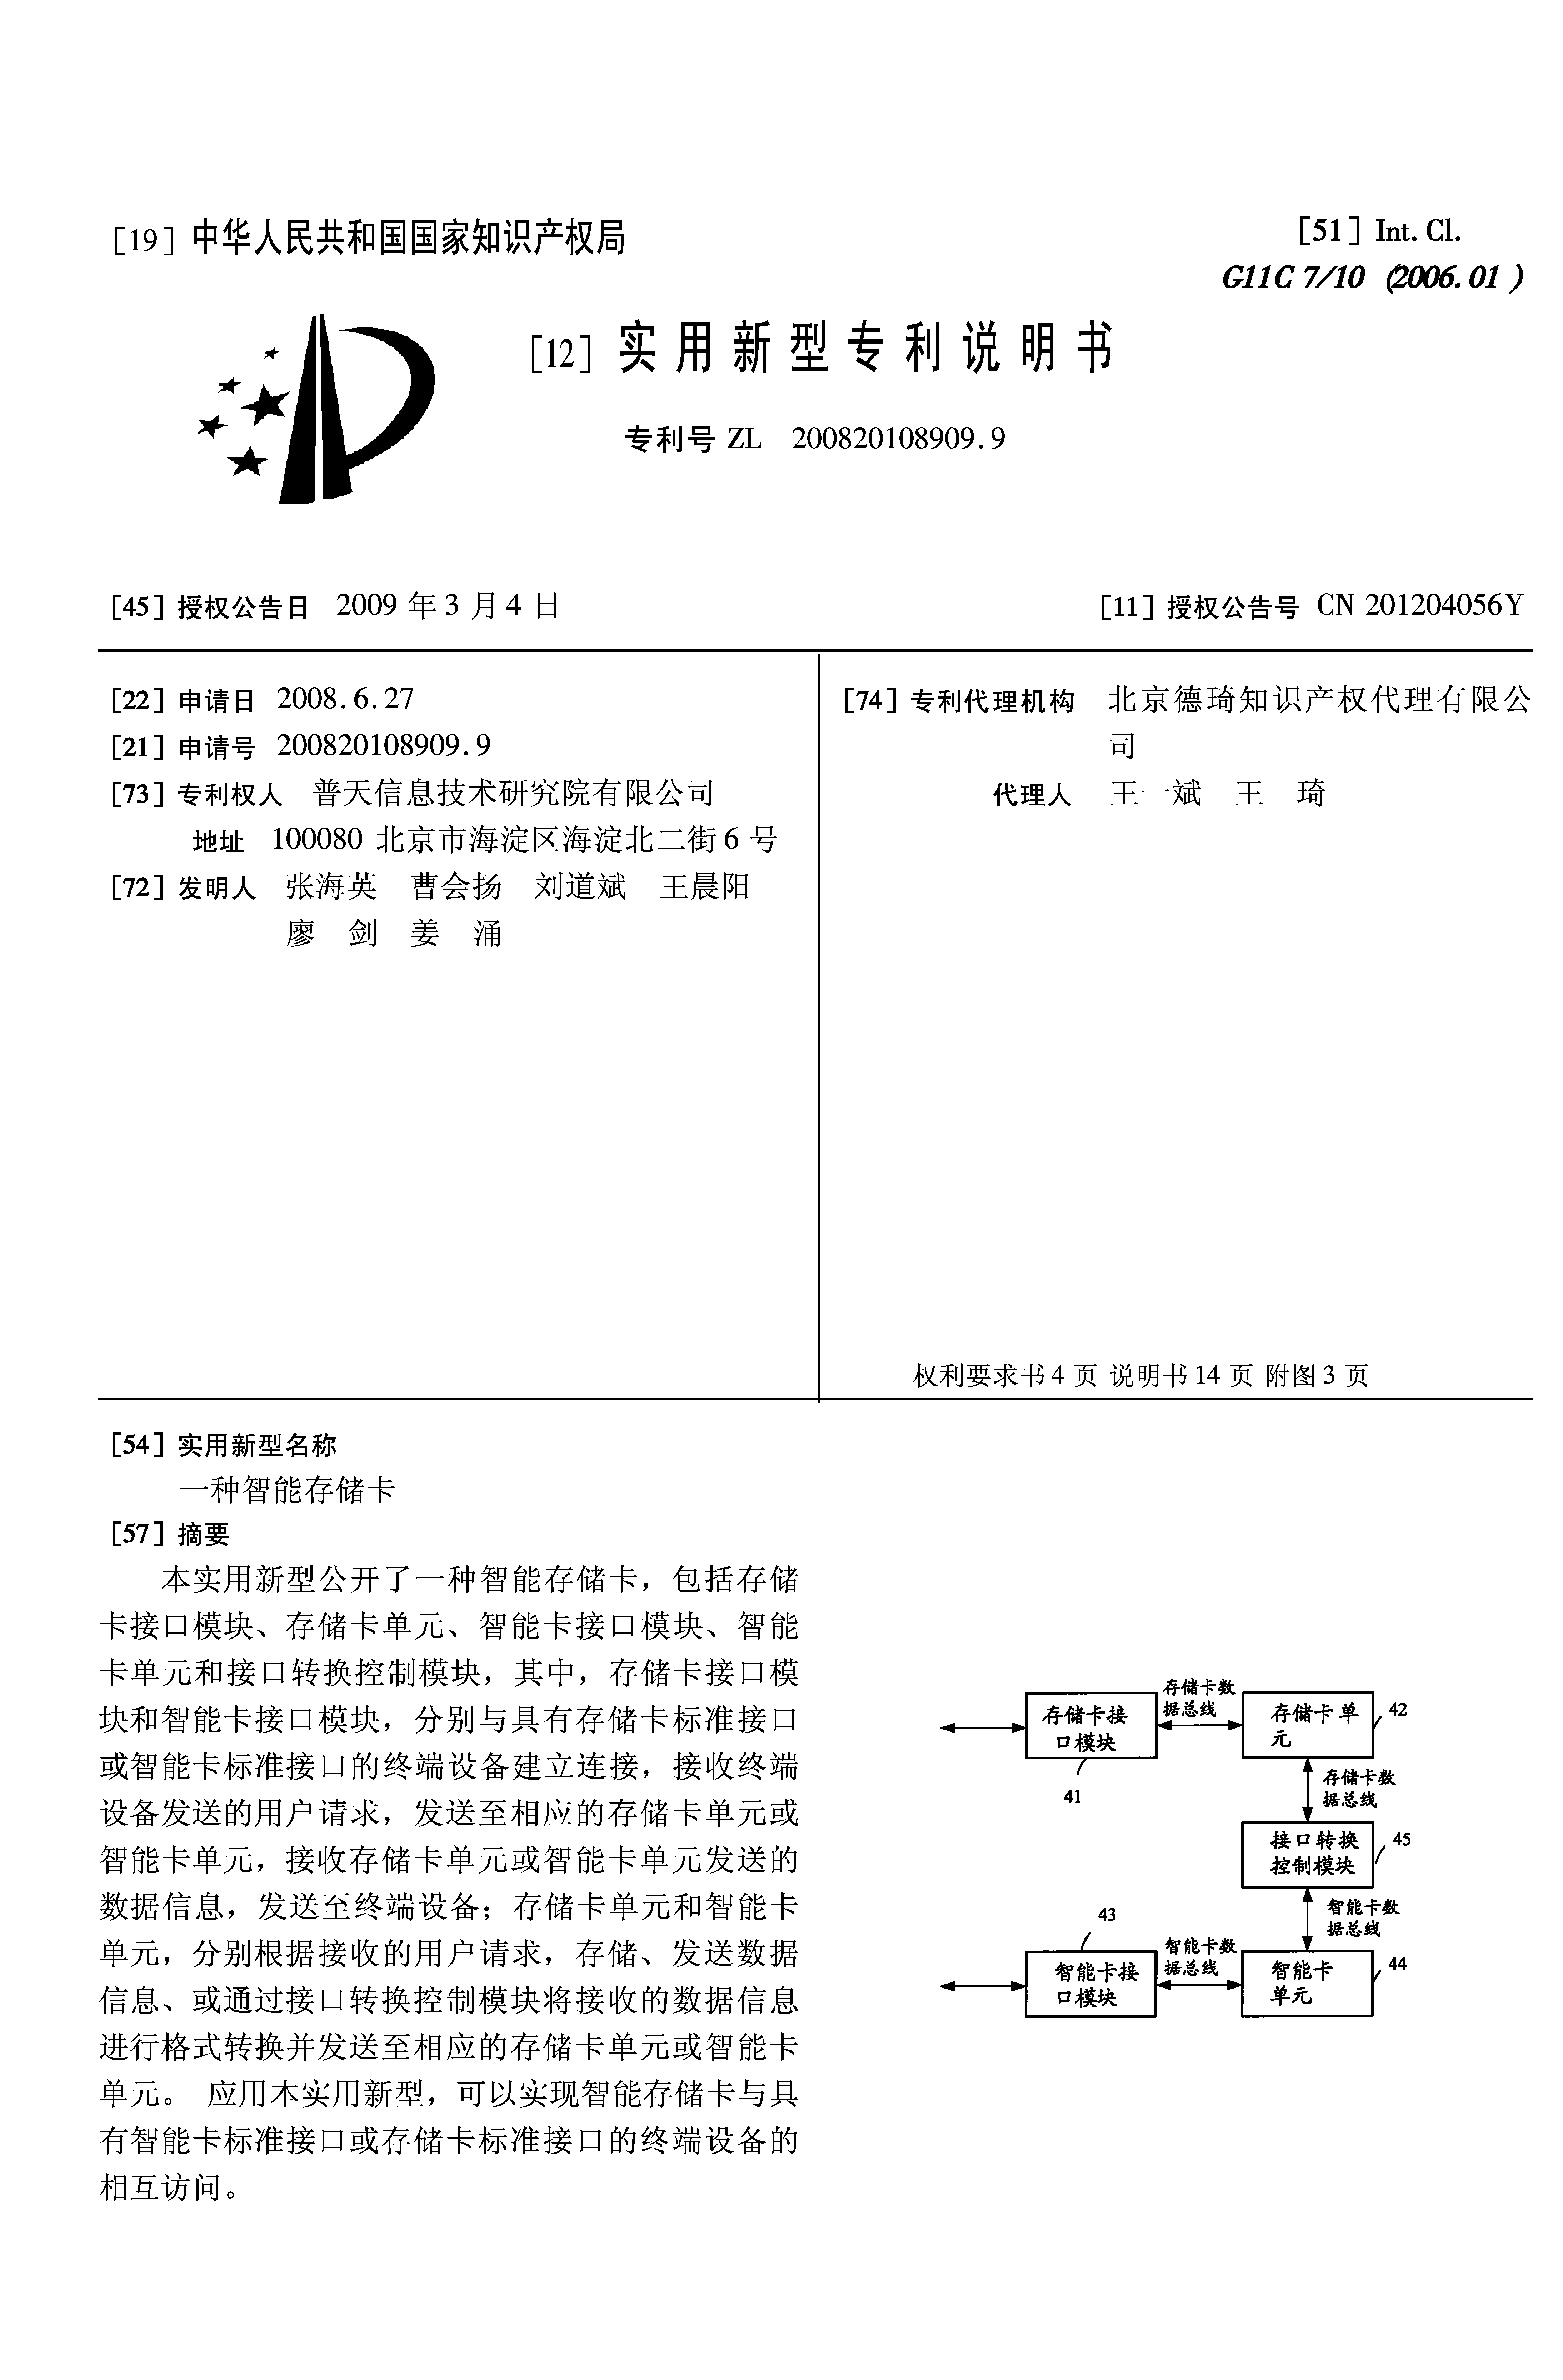 [19] 中华人民共和国国家知识产权局
[51] Int. Cl.
G11C 7/10 (2006.01)
[12] 实用新型专利说明书
专利号 ZL 200820108909.9
[45] 授权公告日 2009 年 3 月 4 日
[11] 授权公告号 CN 201204056Y
[22] 申请日 2008.6.27
[21] 申请号 200820108909.9
[73] 专利权人 普天信息技术研究院有限公司
地址 100080 北京市海淀区海淀北二街 6 号
[72] 发明人 张海英 曹会扬 刘道斌 王晨阳
廖 剑 姜 涌
[74] 专利代理机构 北京德琦知识产权代理有限公
司
代理人 王一斌 王 琦
权利要求书 4 页 说明书 14 页 附图 3 页
[54] 实用新型名称
一种智能存储卡
[57] 摘要
本实用新型公开了一种智能存储卡，包括存储
卡接口模块、存储卡单元、智能卡接口模块、智能
卡单元和接口转换控制模块，其中，存储卡接口模
块和智能卡接口模块，分别与具有存储卡标准接口
或智能卡标准接口的终端设备建立连接，接收终端
设备发送的用户请求，发送至相应的存储卡单元或
智能卡单元，接收存储卡单元或智能卡单元发送的
数据信息，发送至终端设备；存储卡单元和智能卡
单元，分别根据接收的用户请求，存储、发送数据
信息、或通过接口转换控制模块将接收的数据信息
进行格式转换并发送至相应的存储卡单元或智能卡
单元。 应用本实用新型，可以实现智能存储卡与具
有智能卡标准接口或存储卡标准接口的终端设备的
相互访问。
存储卡接
口模块
41
存储卡数
据总线
存储卡单
元
42
存储卡数
据总线
接口转换
控制模块
45
智能卡数
据总线
43
智能卡接
口模块
智能卡数
据总线
智能卡
单元
44